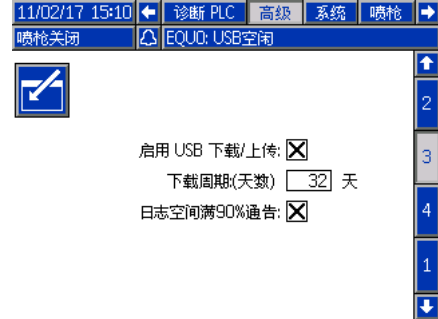 11/02/17 15:10 诊断 PLC 高级 系统 喷枪
喷枪关闭 EQU0: USB空闲
2
启用 USB 下载/上传:
3
下载周期:(天数) 32 天
日志空间满90%通告:
4
1